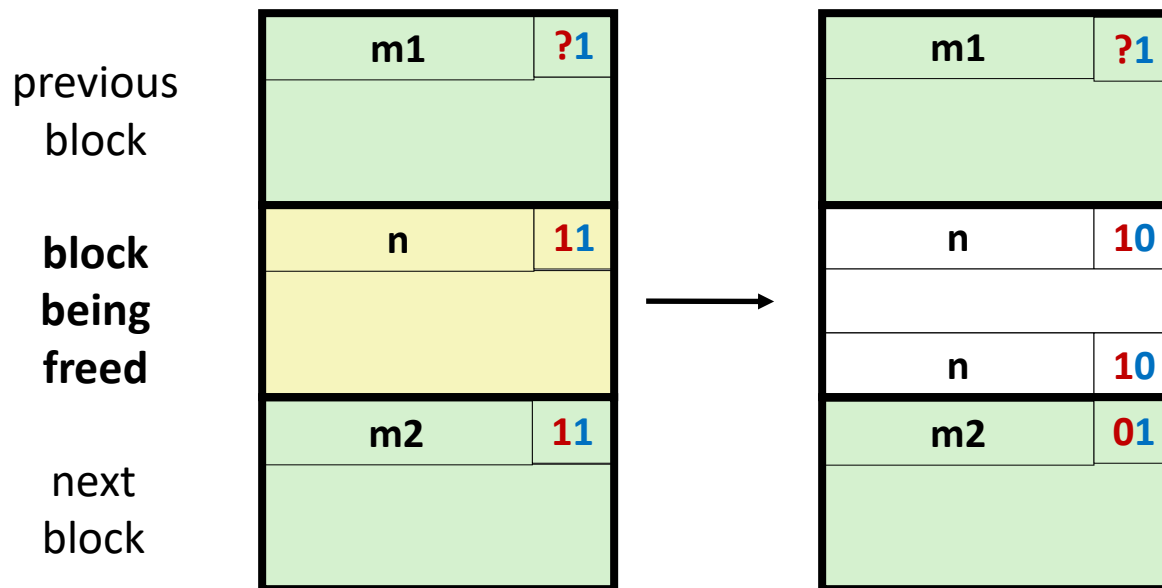 m1 ?1 m1 ?1
previous
block
n 11 n 10
block
being
freed
n 10
m2 11 m2 01
next
block